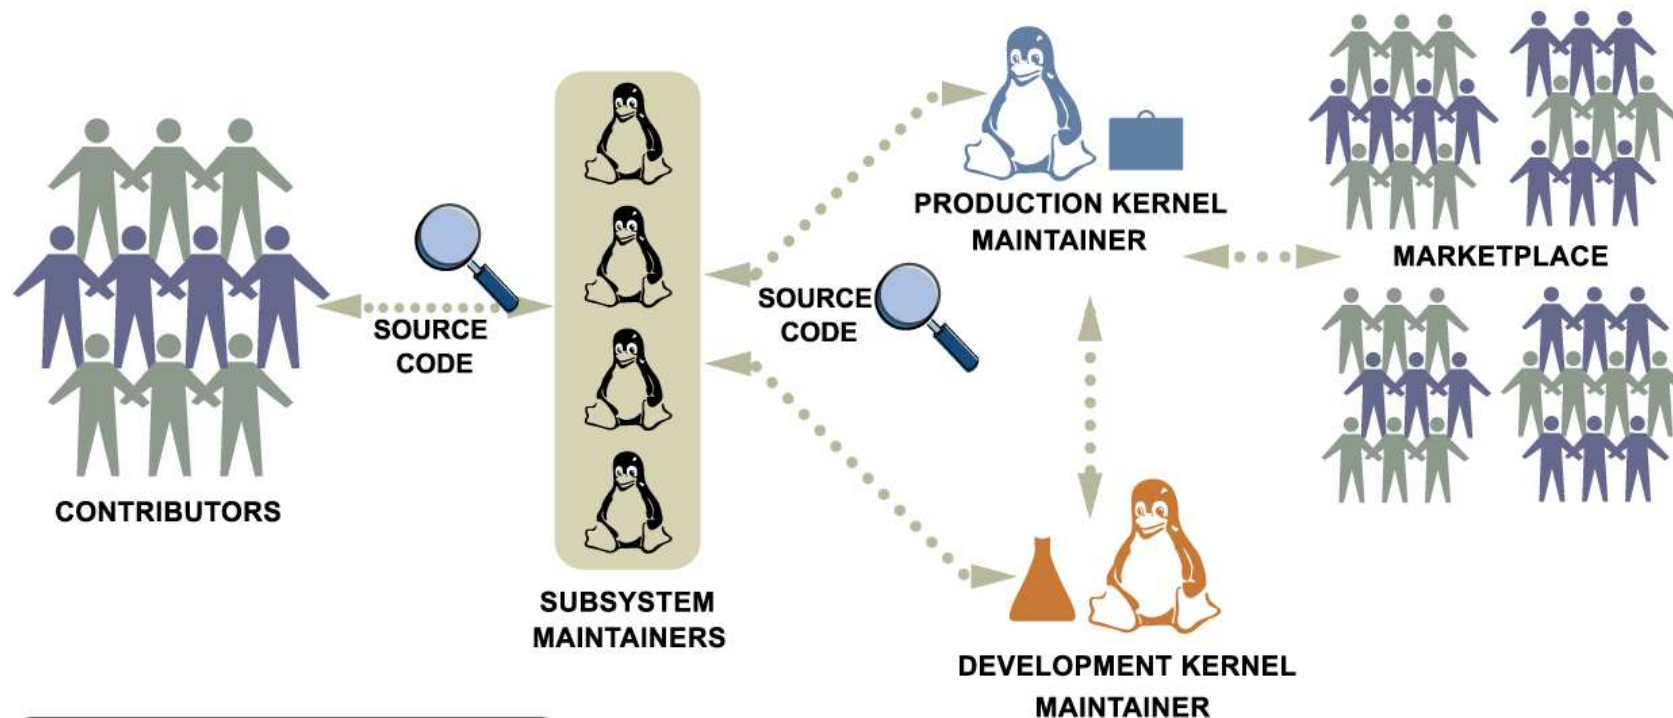 CONTRIBUTORS
SOURCE
CODE
SUBSYSTEM
MAINTAINERS
SOURCE
CODE
PRODUCTION KERNEL
MAINTAINER
DEVELOPMENT KERNEL
MAINTAINER
MARKETPLACE